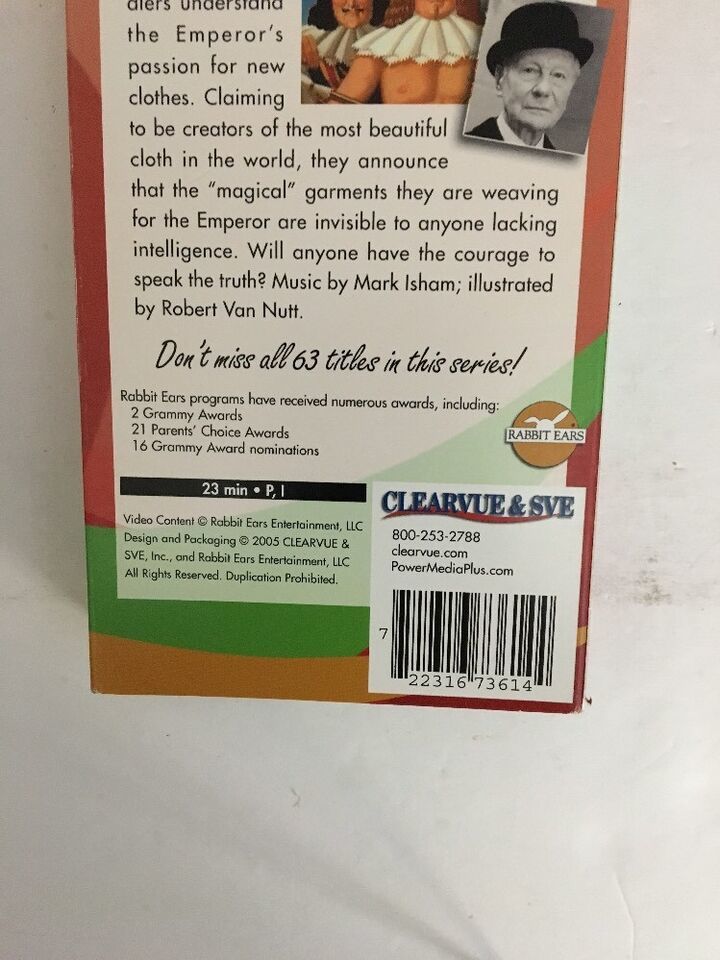 alers understand
the Emperor's
passion for new
clothes. Claiming
to be creators of the most beautiful
cloth in the world, they announce
that the "magical" garments they are weaving
for the Emperor are invisible to anyone lacking
intelligence. Will anyone have the courage to
speak the truth? Music by Mark Isham; illustrated
by Robert Van Nutt.
Don't miss all 63 titles in this series!
Rabbit Ears programs have received numerous awards, including:
2 Grammy Awards
21 Parents' Choice Awards
16 Grammy Award nominations
RABBIT EARS
23 min • P, I
Video Content © Rabbit Ears Entertainment, LLC
Design and Packaging © 2005 CLEARVUE &
SVE, Inc., and Rabbit Ears Entertainment, LLC
All Rights Reserved. Duplication Prohibited.
CLEARVUE & SVE
800-253-2788
clearvue.com
PowerMediaPlus.com
7 22316 73614